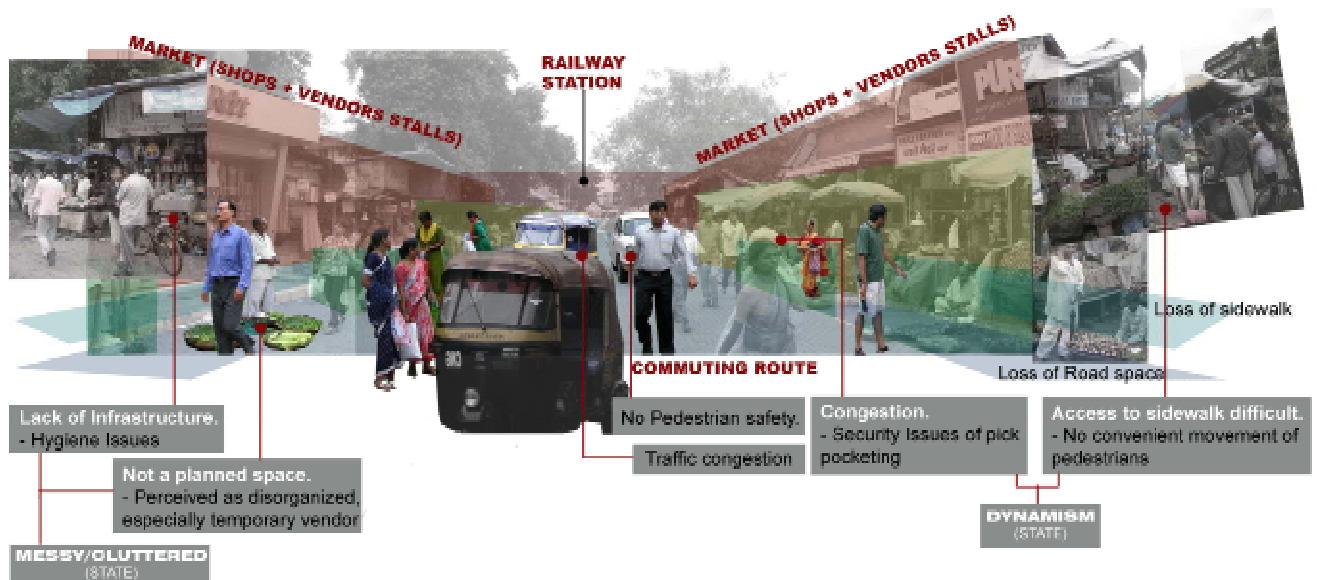 MARKET (SHOPS + VENDORS STALLS)
RAILWAY
STATION
MARKET (SHOPS + VENDORS STALLS)
PUR
Loss of sidewalk
COMMUTING ROUTE
Loss of Road space
Lack of Infrastructure.
- Hygiene Issues
No Pedestrian safety.
Congestion.
- Security Issues of pick
pocketing
Access to sidewalk difficult.
- No convenient movement of
pedestrians
Traffic congestion
Not a planned space.
- Perceived as disorganized,
especially temporary vendor
DYNAMISM
(STATE)
MESSY/CLUTTERED
(STATE)